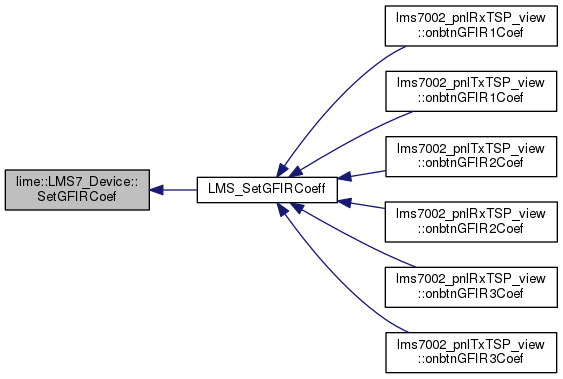 lime::LMS7_Device::
SetGFIRCoef
LMS_SetGFIRCoeff
lms7002_pnlRxTSP_view
::onbtnGFIR1Coef
lms7002_pnlTxTSP_view
::onbtnGFIR1Coef
lms7002_pnlTxTSP_view
::onbtnGFIR2Coef
lms7002_pnlRxTSP_view
::onbtnGFIR2Coef
lms7002_pnlRxTSP_view
::onbtnGFIR3Coef
lms7002_pnlTxTSP_view
::onbtnGFIR3Coef